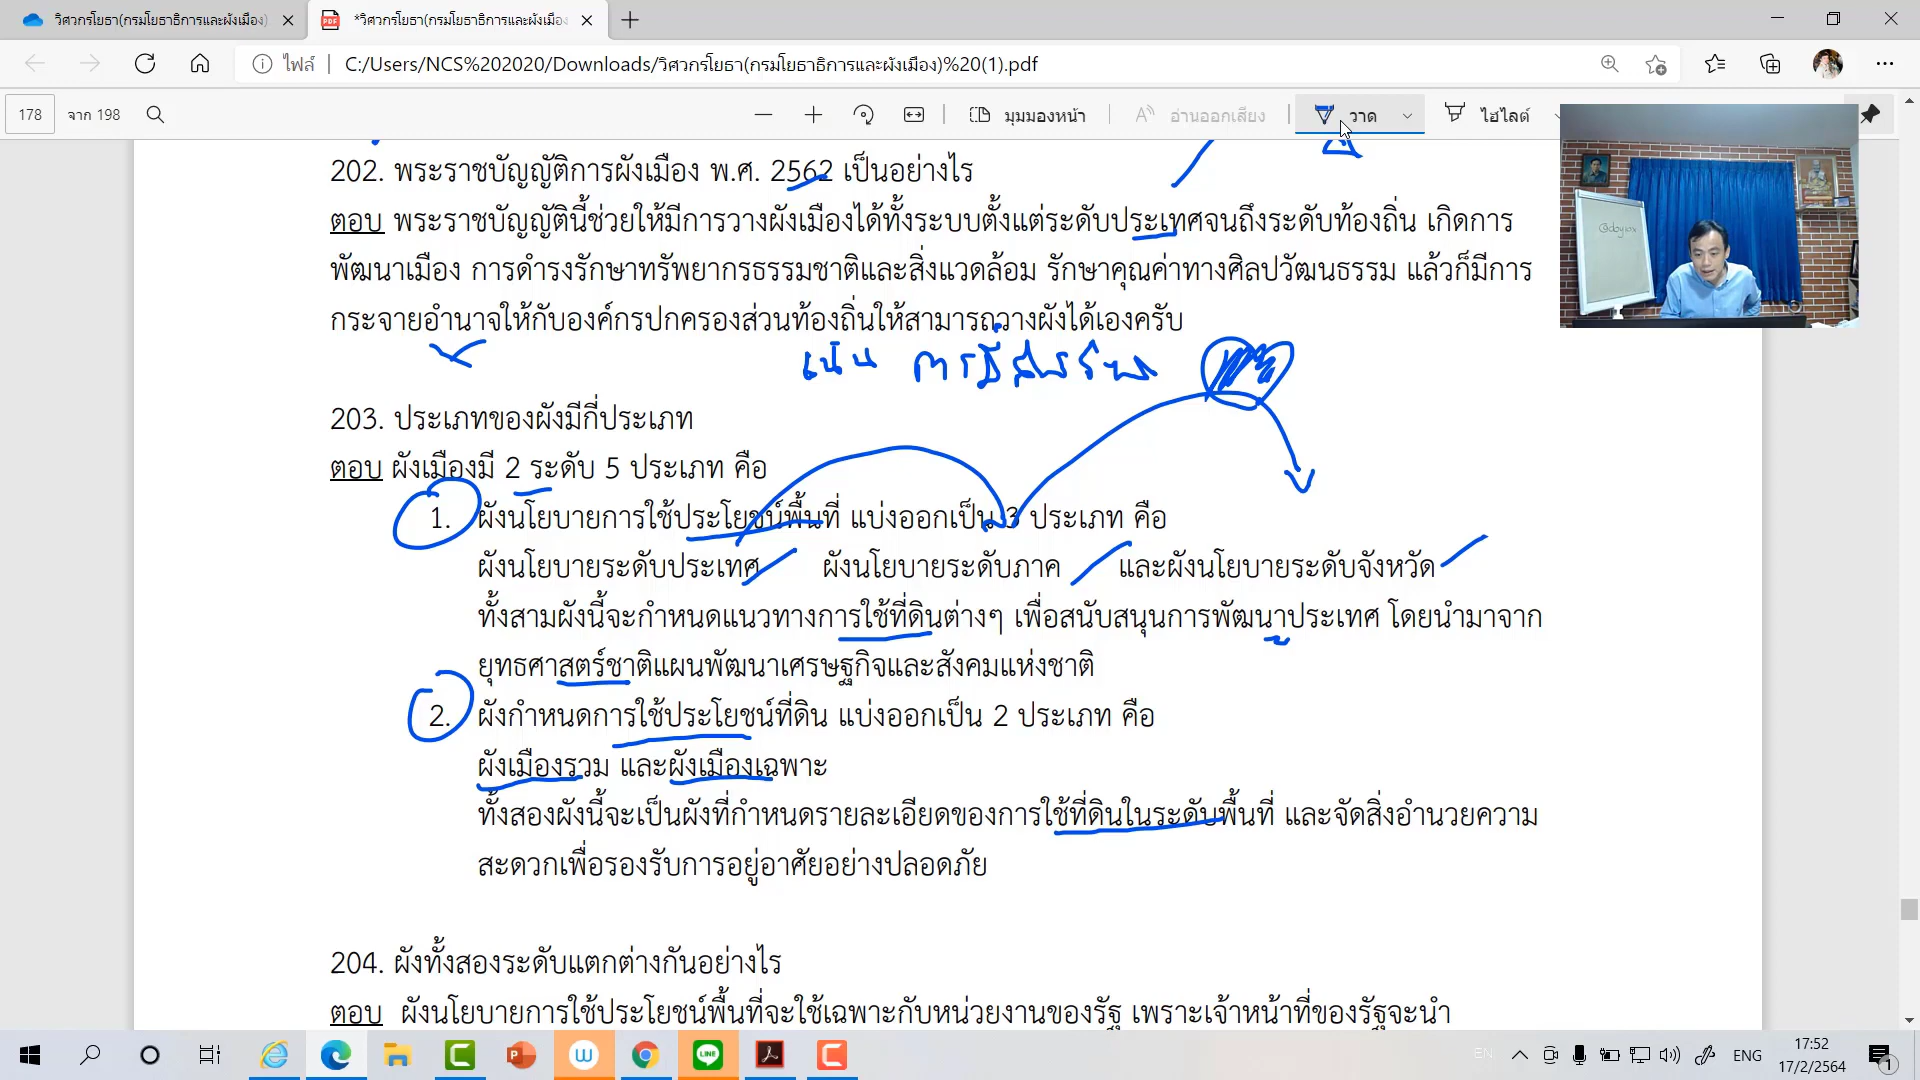 วิศวกรโยธา(กรมโยธาธิการและผังเมือง)
*วิศวกรโยธา(กรมโยธาธิการและผังเมือ
ไฟล์ | C:/Users/NCS%202020/Downloads/วิศวกรโยธา(กรมโยธาธิการและผังเมือง)%20(1).pdf
178 จาก 198 มุมมองหน้า อ่านออกเสียง วาด ไฮไลต์
202. พระราชบัญญัติการผังเมือง พ.ศ. 2562 เป็นอย่างไร
ตอบ พระราชบัญญัตินี้ช่วยให้มีการวางผังเมืองได้ทั้งระบบตั้งแต่ระดับประเทศจนถึงระดับท้องถิ่น เกิดการ
พัฒนาเมือง การดำรงรักษาทรัพยากรธรรมชาติและสิ่งแวดล้อม รักษาคุณค่าทางศิลปวัฒนธรรม แล้วก็มีการ
กระจายอำนาจให้กับองค์กรปกครองส่วนท้องถิ่นให้สามารถวางผังได้เองครับ
เน้น การมีส่วนร่วม
203. ประเภทของผังมีกี่ประเภท
ตอบ ผังเมืองมี 2 ระดับ 5 ประเภท คือ
1. ผังนโยบายการใช้ประโยชน์พื้นที่ แบ่งออกเป็น 3 ประเภท คือ
ผังนโยบายระดับประเทศ ผังนโยบายระดับภาค และผังนโยบายระดับจังหวัด
ทั้งสามผังนี้จะกำหนดแนวทางการใช้ที่ดินต่างๆ เพื่อสนับสนุนการพัฒนาประเทศ โดยนำมาจาก
ยุทธศาสตร์ชาติแผนพัฒนาเศรษฐกิจและสังคมแห่งชาติ
2. ผังกำหนดการใช้ประโยชน์ที่ดิน แบ่งออกเป็น 2 ประเภท คือ
ผังเมืองรวม และผังเมืองเฉพาะ
ทั้งสองผังนี้จะเป็นผังที่กำหนดรายละเอียดของการใช้ที่ดินในระดับพื้นที่ และจัดสิ่งอำนวยความ
สะดวกเพื่อรองรับการอยู่อาศัยอย่างปลอดภัย
204. ผังทั้งสองระดับแตกต่างกันอย่างไร
ตอบ ผังนโยบายการใช้ประโยชน์พื้นที่จะใช้เฉพาะกับหน่วยงานของรัฐ เพราะเจ้าหน้าที่ของรัฐจะนำ
EN ENG 17:52
17/2/2564
1